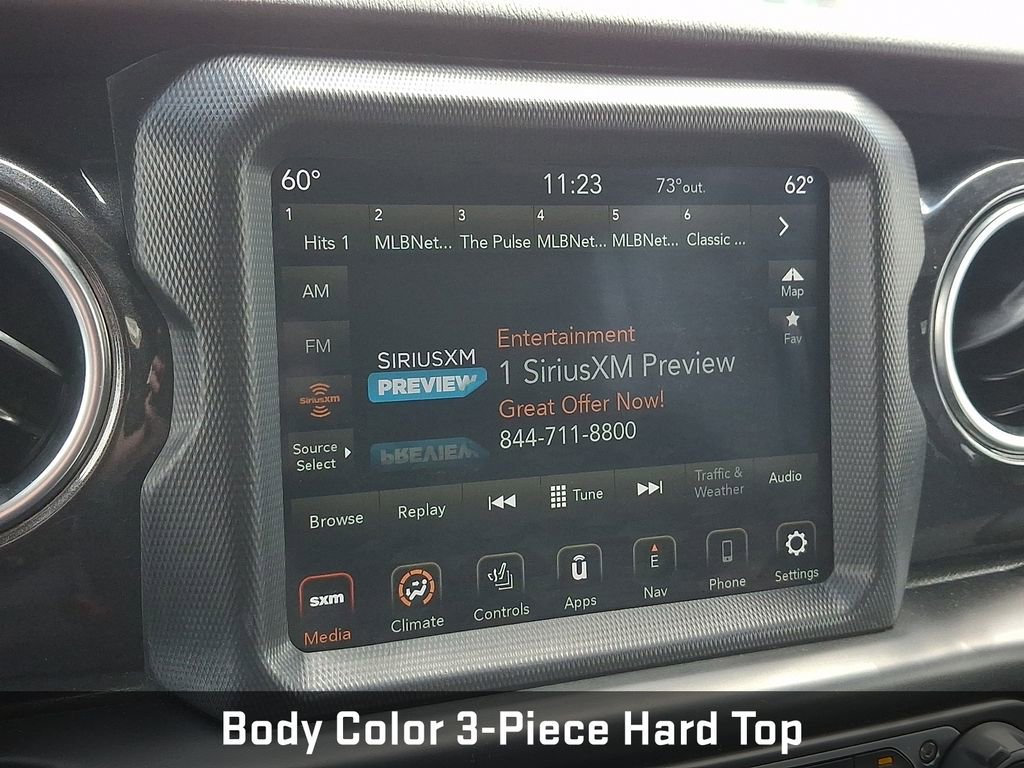 60°
11:23
73°out.
62°
1
2
3
4
5
6
Hits 1
MLBNet...
The Pulse
MLBNet...
MLBNet...
Classic ...
AM
Map
FM
Fav
SIRIUSXM
PREVIEW
Entertainment
1 SiriusXM Preview
Great Offer Now!
844-711-8800
SiriusXM
Source
Select
PREVIEW
Browse
Replay
Tune
Traffic &
Weather
Audio
sxm
Media
Climate
Controls
ū
Apps
E
Nav
Phone
Settings
Body Color 3-Piece Hard Top